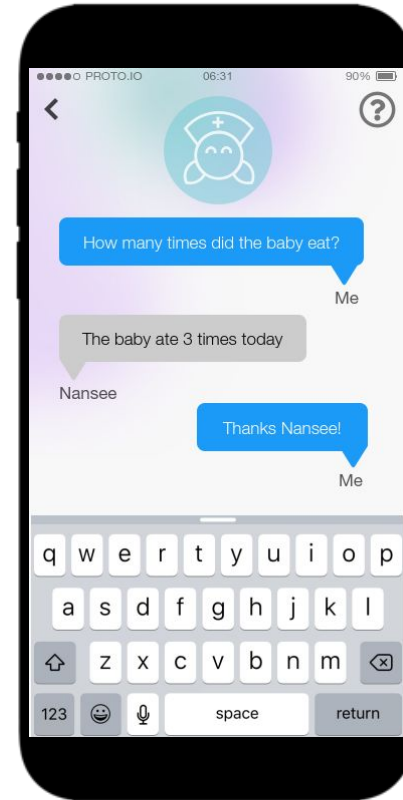 PROTO.IO 06:31 90%
?
How many times did the baby eat?
Me
The baby ate 3 times today
Nansee
Thanks Nansee!
Me
q w e r t y u i o p
a s d f g h j k l
z x c v b n m
123 space return